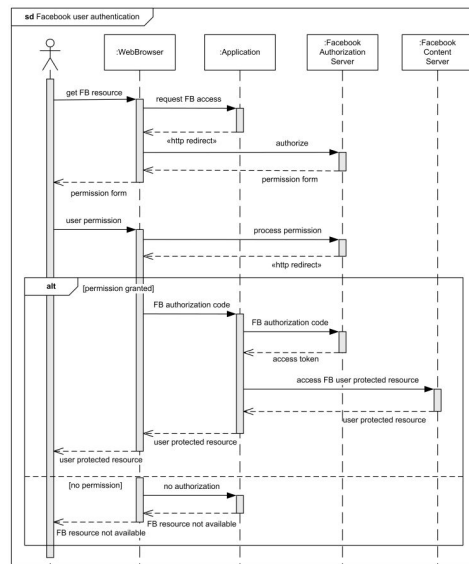 sd Facebook user authentication
:WebBrowser
:Application
:Facebook
Authorization
Server
:Facebook
Content
Server
get FB resource
request FB access
«http redirect»
authorize
permission form
permission form
user permission
process permission
«http redirect»
alt
[permission granted]
FB authorization code
FB authorization code
access token
access FB user protected resource
user protected resource
user protected resource
user protected resource
[no permission]
no authorization
FB resource not available
FB resource not available